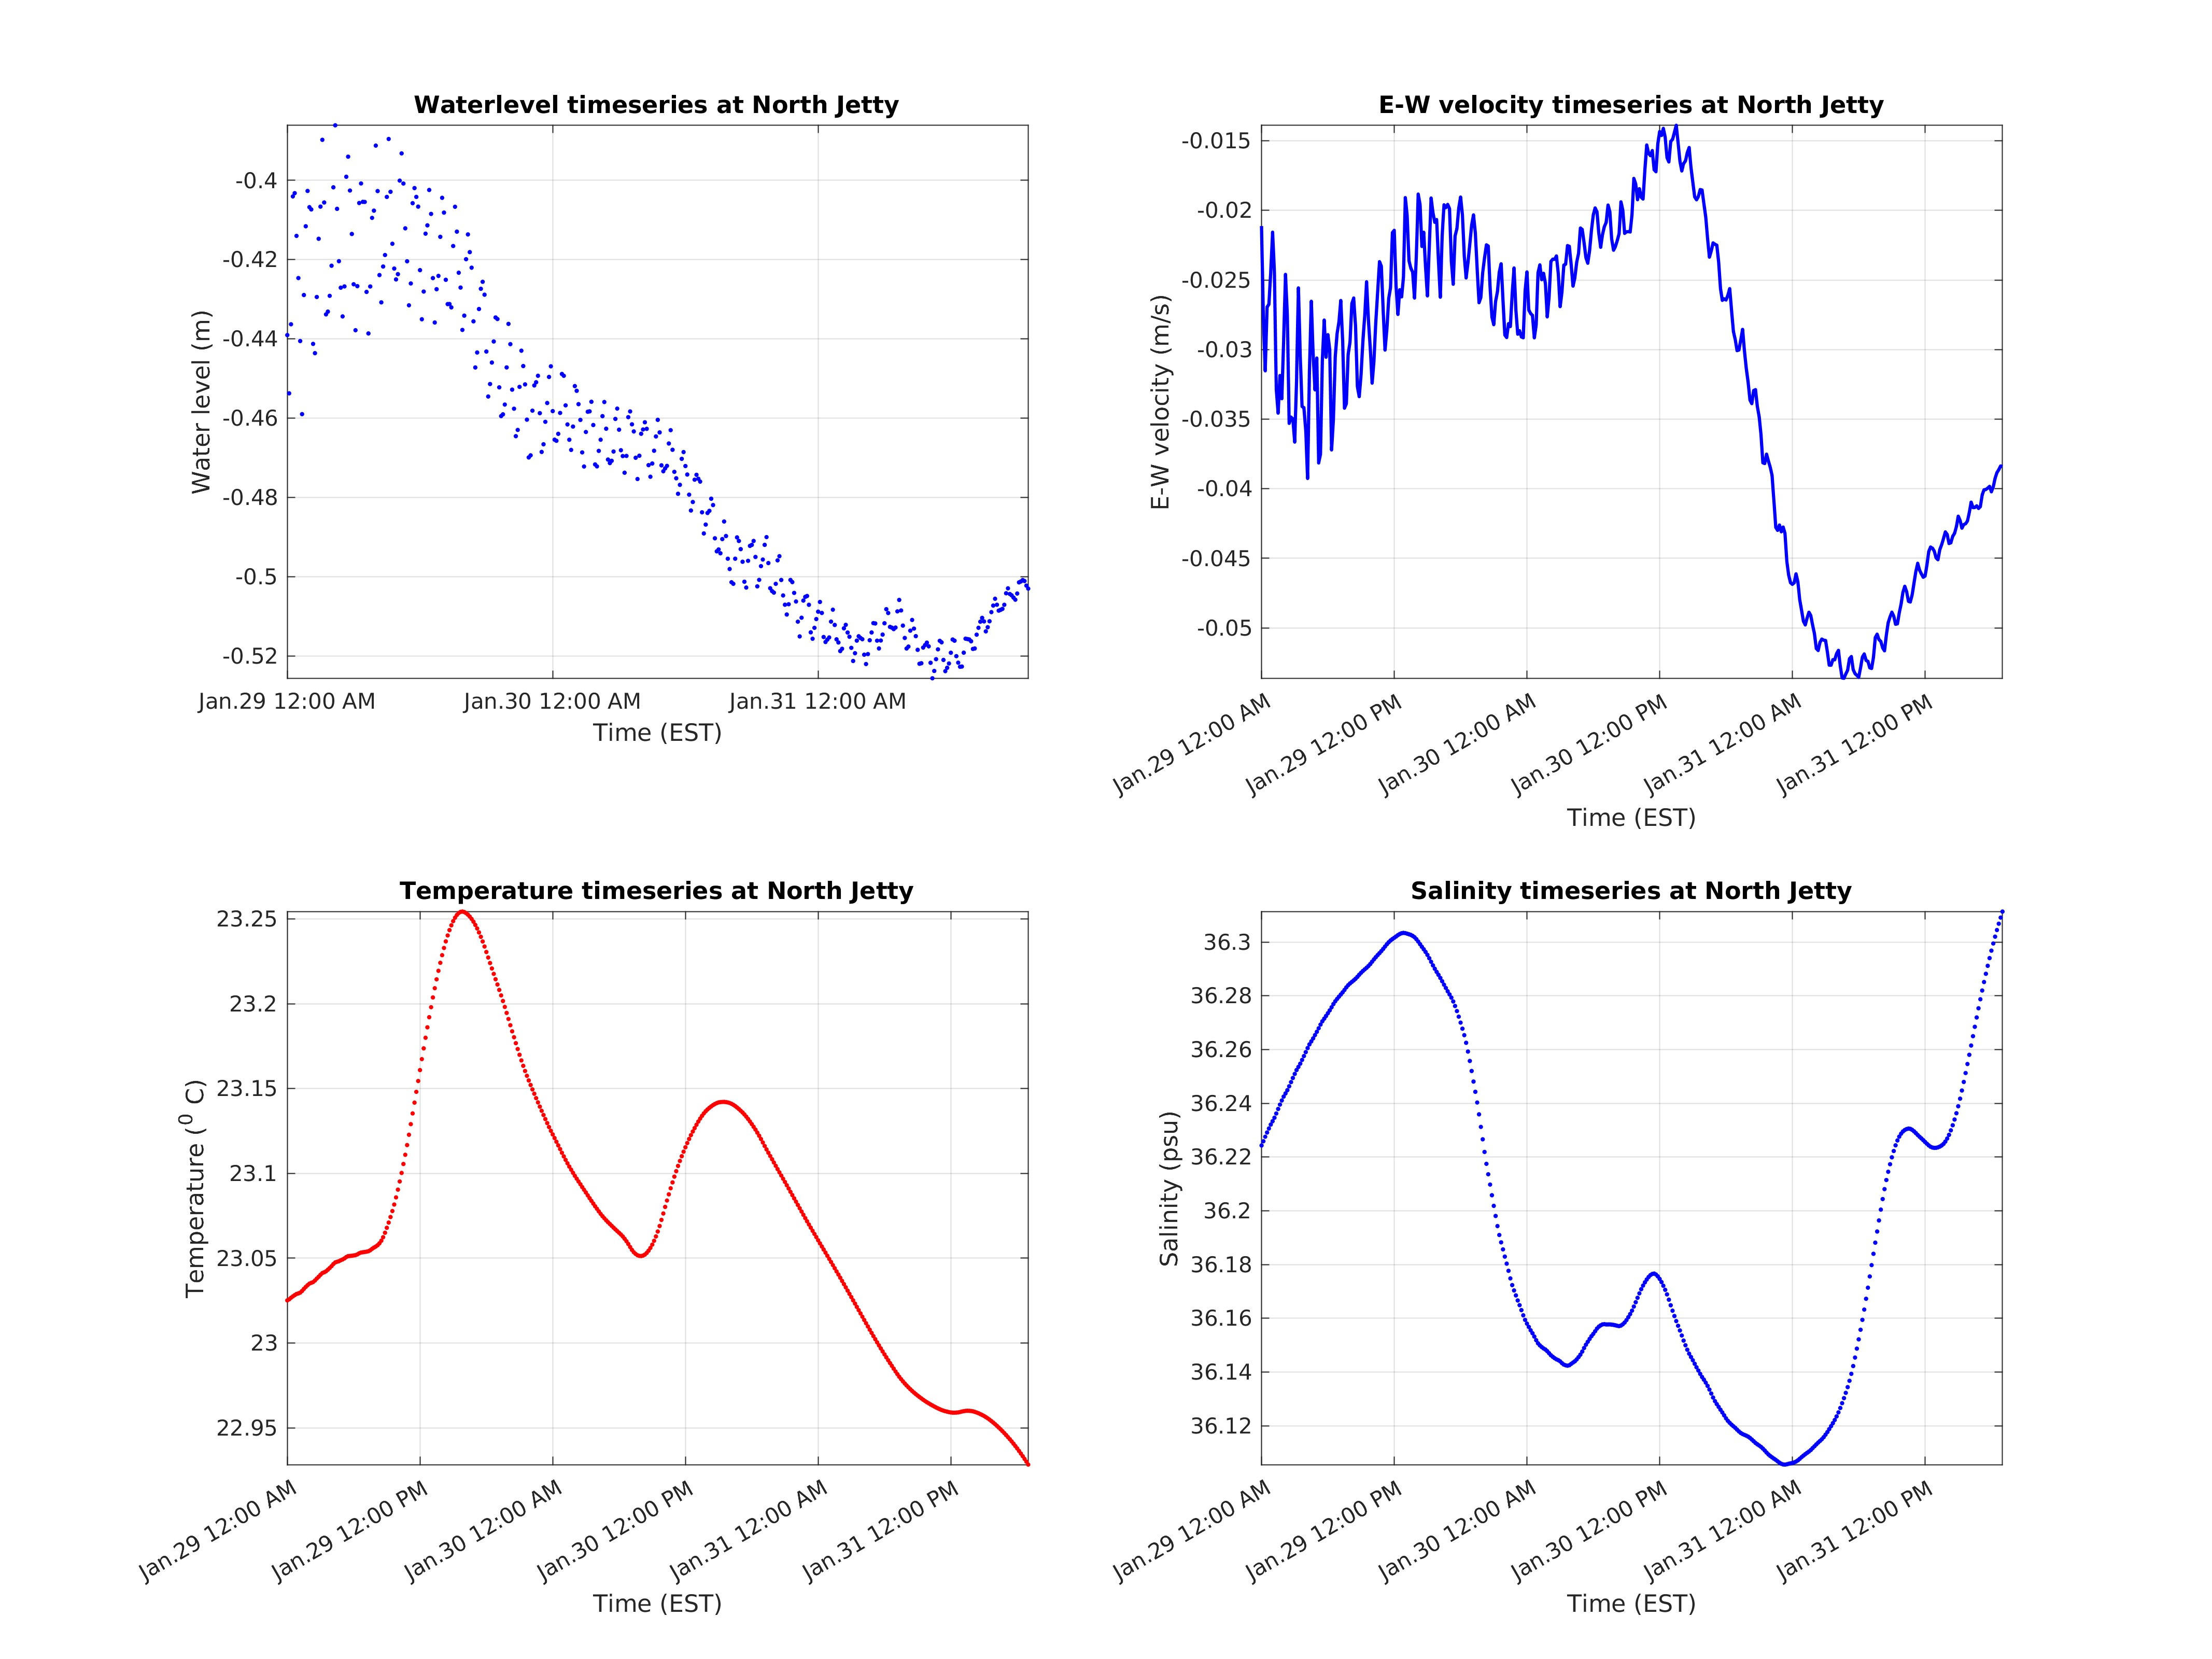 Waterlevel timeseries at North Jetty
Water level (m)
-0.4
-0.42
-0.44
-0.46
-0.48
-0.5
-0.52
Jan.29 12:00 AM
Jan.30 12:00 AM
Jan.31 12:00 AM
Time (EST)
E-W velocity timeseries at North Jetty
E-W velocity (m/s)
-0.015
-0.02
-0.025
-0.03
-0.035
-0.04
-0.045
-0.05
Jan.29 12:00 AM
Jan.29 12:00 PM
Jan.30 12:00 AM
Jan.30 12:00 PM
Jan.31 12:00 AM
Jan.31 12:00 PM
Time (EST)
Temperature timeseries at North Jetty
Temperature (⁰ C)
23.25
23.2
23.15
23.1
23.05
23
22.95
Jan.29 12:00 AM
Jan.29 12:00 PM
Jan.30 12:00 AM
Jan.30 12:00 PM
Jan.31 12:00 AM
Jan.31 12:00 PM
Time (EST)
Salinity timeseries at North Jetty
Salinity (psu)
36.3
36.28
36.26
36.24
36.22
36.2
36.18
36.16
36.14
36.12
Jan.29 12:00 AM
Jan.29 12:00 PM
Jan.30 12:00 AM
Jan.30 12:00 PM
Jan.31 12:00 AM
Jan.31 12:00 PM
Time (EST)